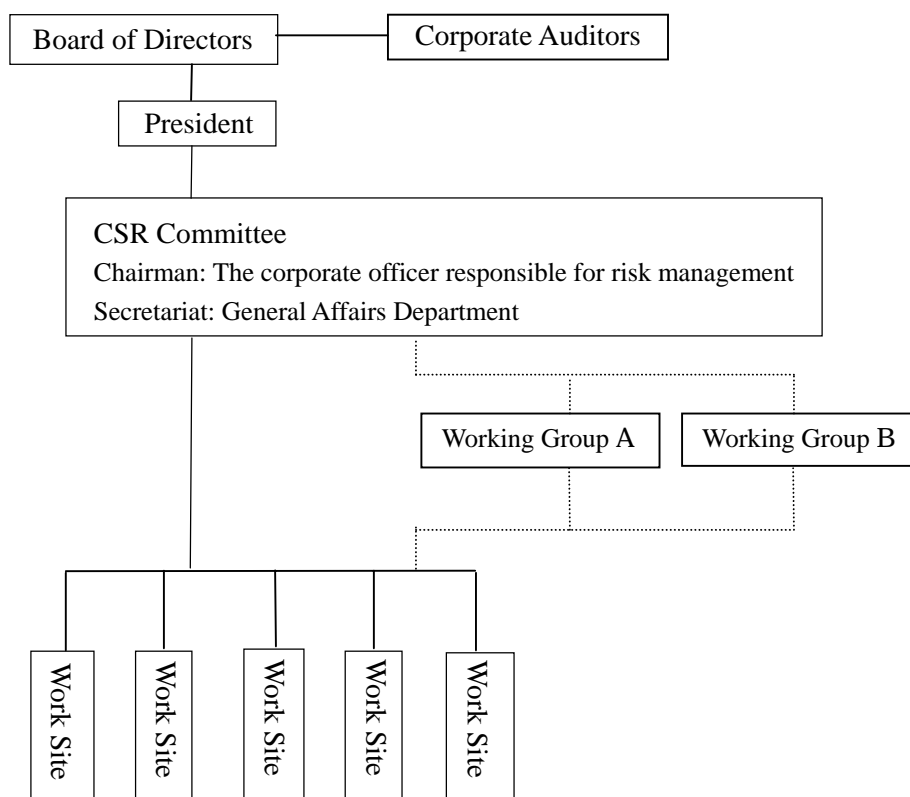 Board of Directors
Corporate Auditors
President
CSR Committee
Chairman: The corporate officer responsible for risk management
Secretariat: General Affairs Department
Working Group A
Working Group B
Work Site
Work Site
Work Site
Work Site
Work Site